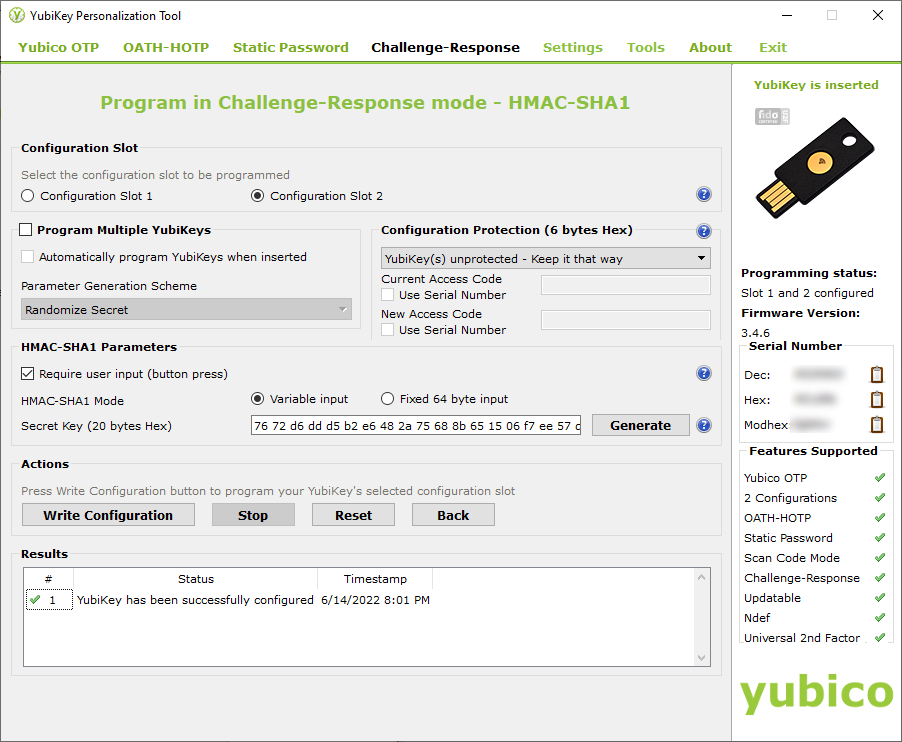 YubiKey Personalization Tool
Yubico OTP OATH-HOTP Static Password Challenge-Response Settings Tools About Exit
Program in Challenge-Response mode - HMAC-SHA1
Configuration Slot
Select the configuration slot to be programmed
Configuration Slot 1 Configuration Slot 2
Program Multiple YubiKeys
Automatically program YubiKeys when inserted
Parameter Generation Scheme
Randomize Secret
Configuration Protection (6 bytes Hex)
YubiKey(s) unprotected - Keep it that way
Current Access Code
Use Serial Number
New Access Code
Use Serial Number
HMAC-SHA1 Parameters
Require user input (button press)
HMAC-SHA1 Mode Variable input Fixed 64 byte input
Secret Key (20 bytes Hex) 76 72 d6 dd d5 b2 e6 48 2a 75 68 8b 65 15 06 f7 ee 57 Generate
Actions
Press Write Configuration button to program your YubiKey's selected configuration slot
Write Configuration Stop Reset Back
Results
# Status Timestamp
1 YubiKey has been successfully configured 6/14/2022 8:01 PM
YubiKey is inserted
fido
Programming status:
Slot 1 and 2 configured
Firmware Version:
3.4.6
Serial Number
Dec:
Hex:
Modhex
Features Supported
Yubico OTP
2 Configurations
OATH-HOTP
Static Password
Scan Code Mode
Challenge-Response
Updatable
Ndef
Universal 2nd Factor
yubico